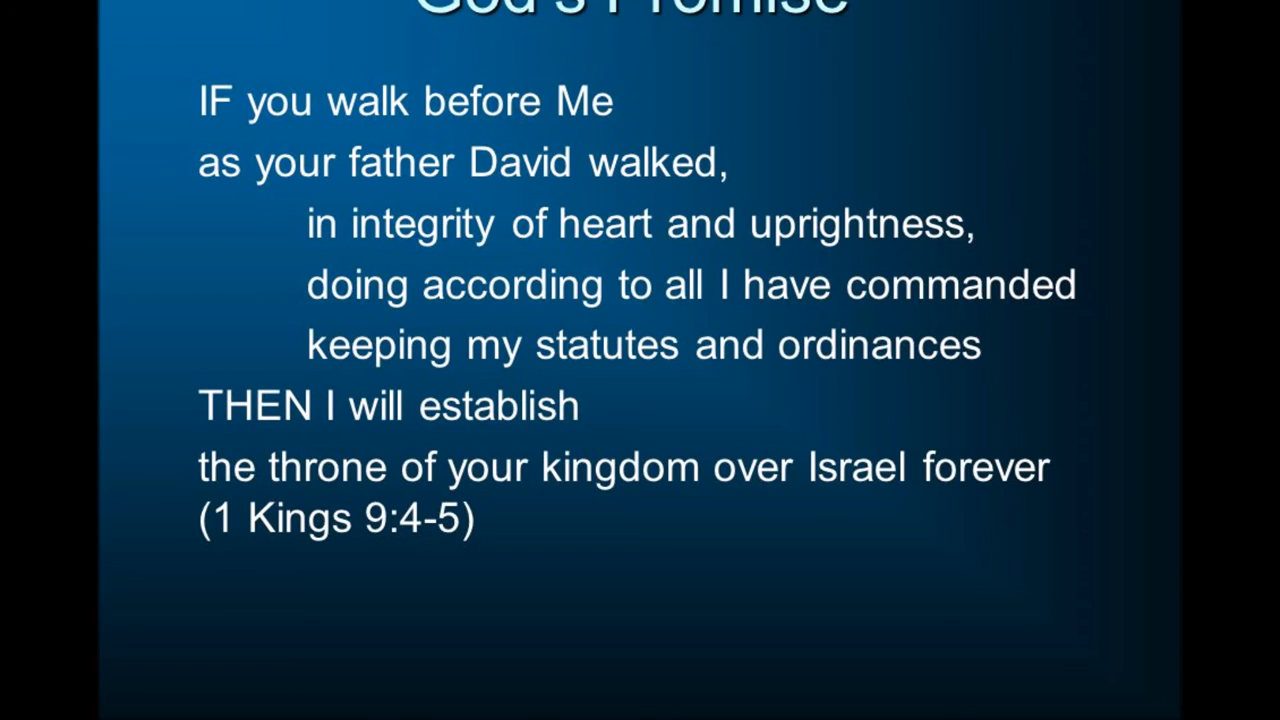 God's Promise
IF you walk before Me
as your father David walked,
in integrity of heart and uprightness,
doing according to all I have commanded
keeping my statutes and ordinances
THEN I will establish
the throne of your kingdom over Israel forever
(1 Kings 9:4-5)